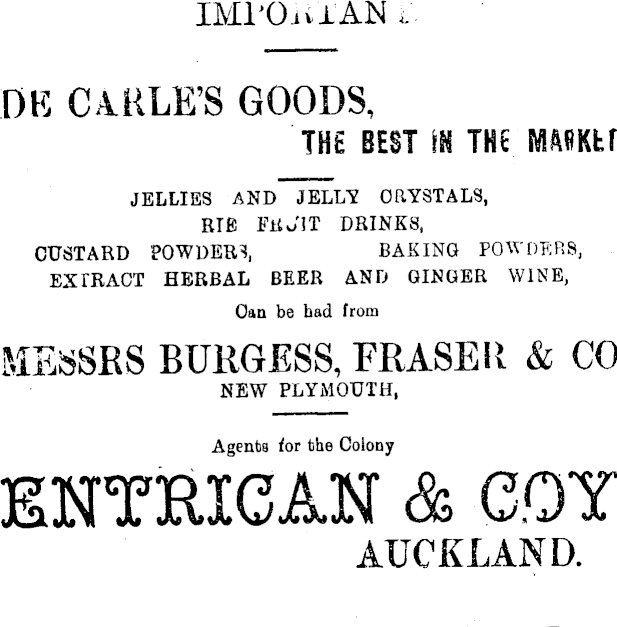 IMPORTANT
DE CARLE'S GOODS,
THE BEST IN THE MARKET
JELLIES AND JELLY CRYSTALS,
RIE FRUIT DRINKS,
CUSTARD POWDERS, BAKING POWDERS,
EXTRACT HERBAL BEER AND GINGER WINE,
Can be had from
MESSRS BURGESS, FRASER & CO
NEW PLYMOUTH,
Agents for the Colony
ENTRICAN & COY
AUCKLAND.